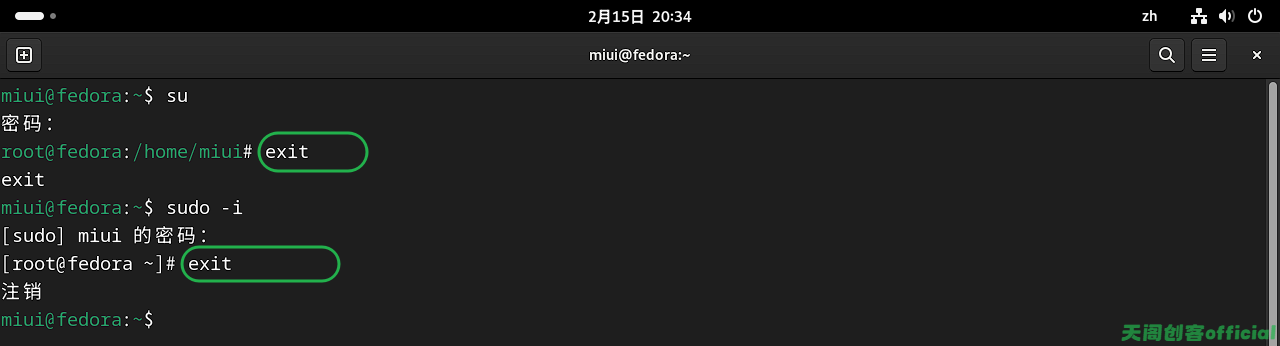 2月15日 20:34
zh
miui@fedora:~
miui@fedora:~$ su
密码：
root@fedora:/home/miui# exit
exit
miui@fedora:~$ sudo -i
[sudo] miui 的密码：
[root@fedora ~]# exit
注销
miui@fedora:~$
天阁创客official